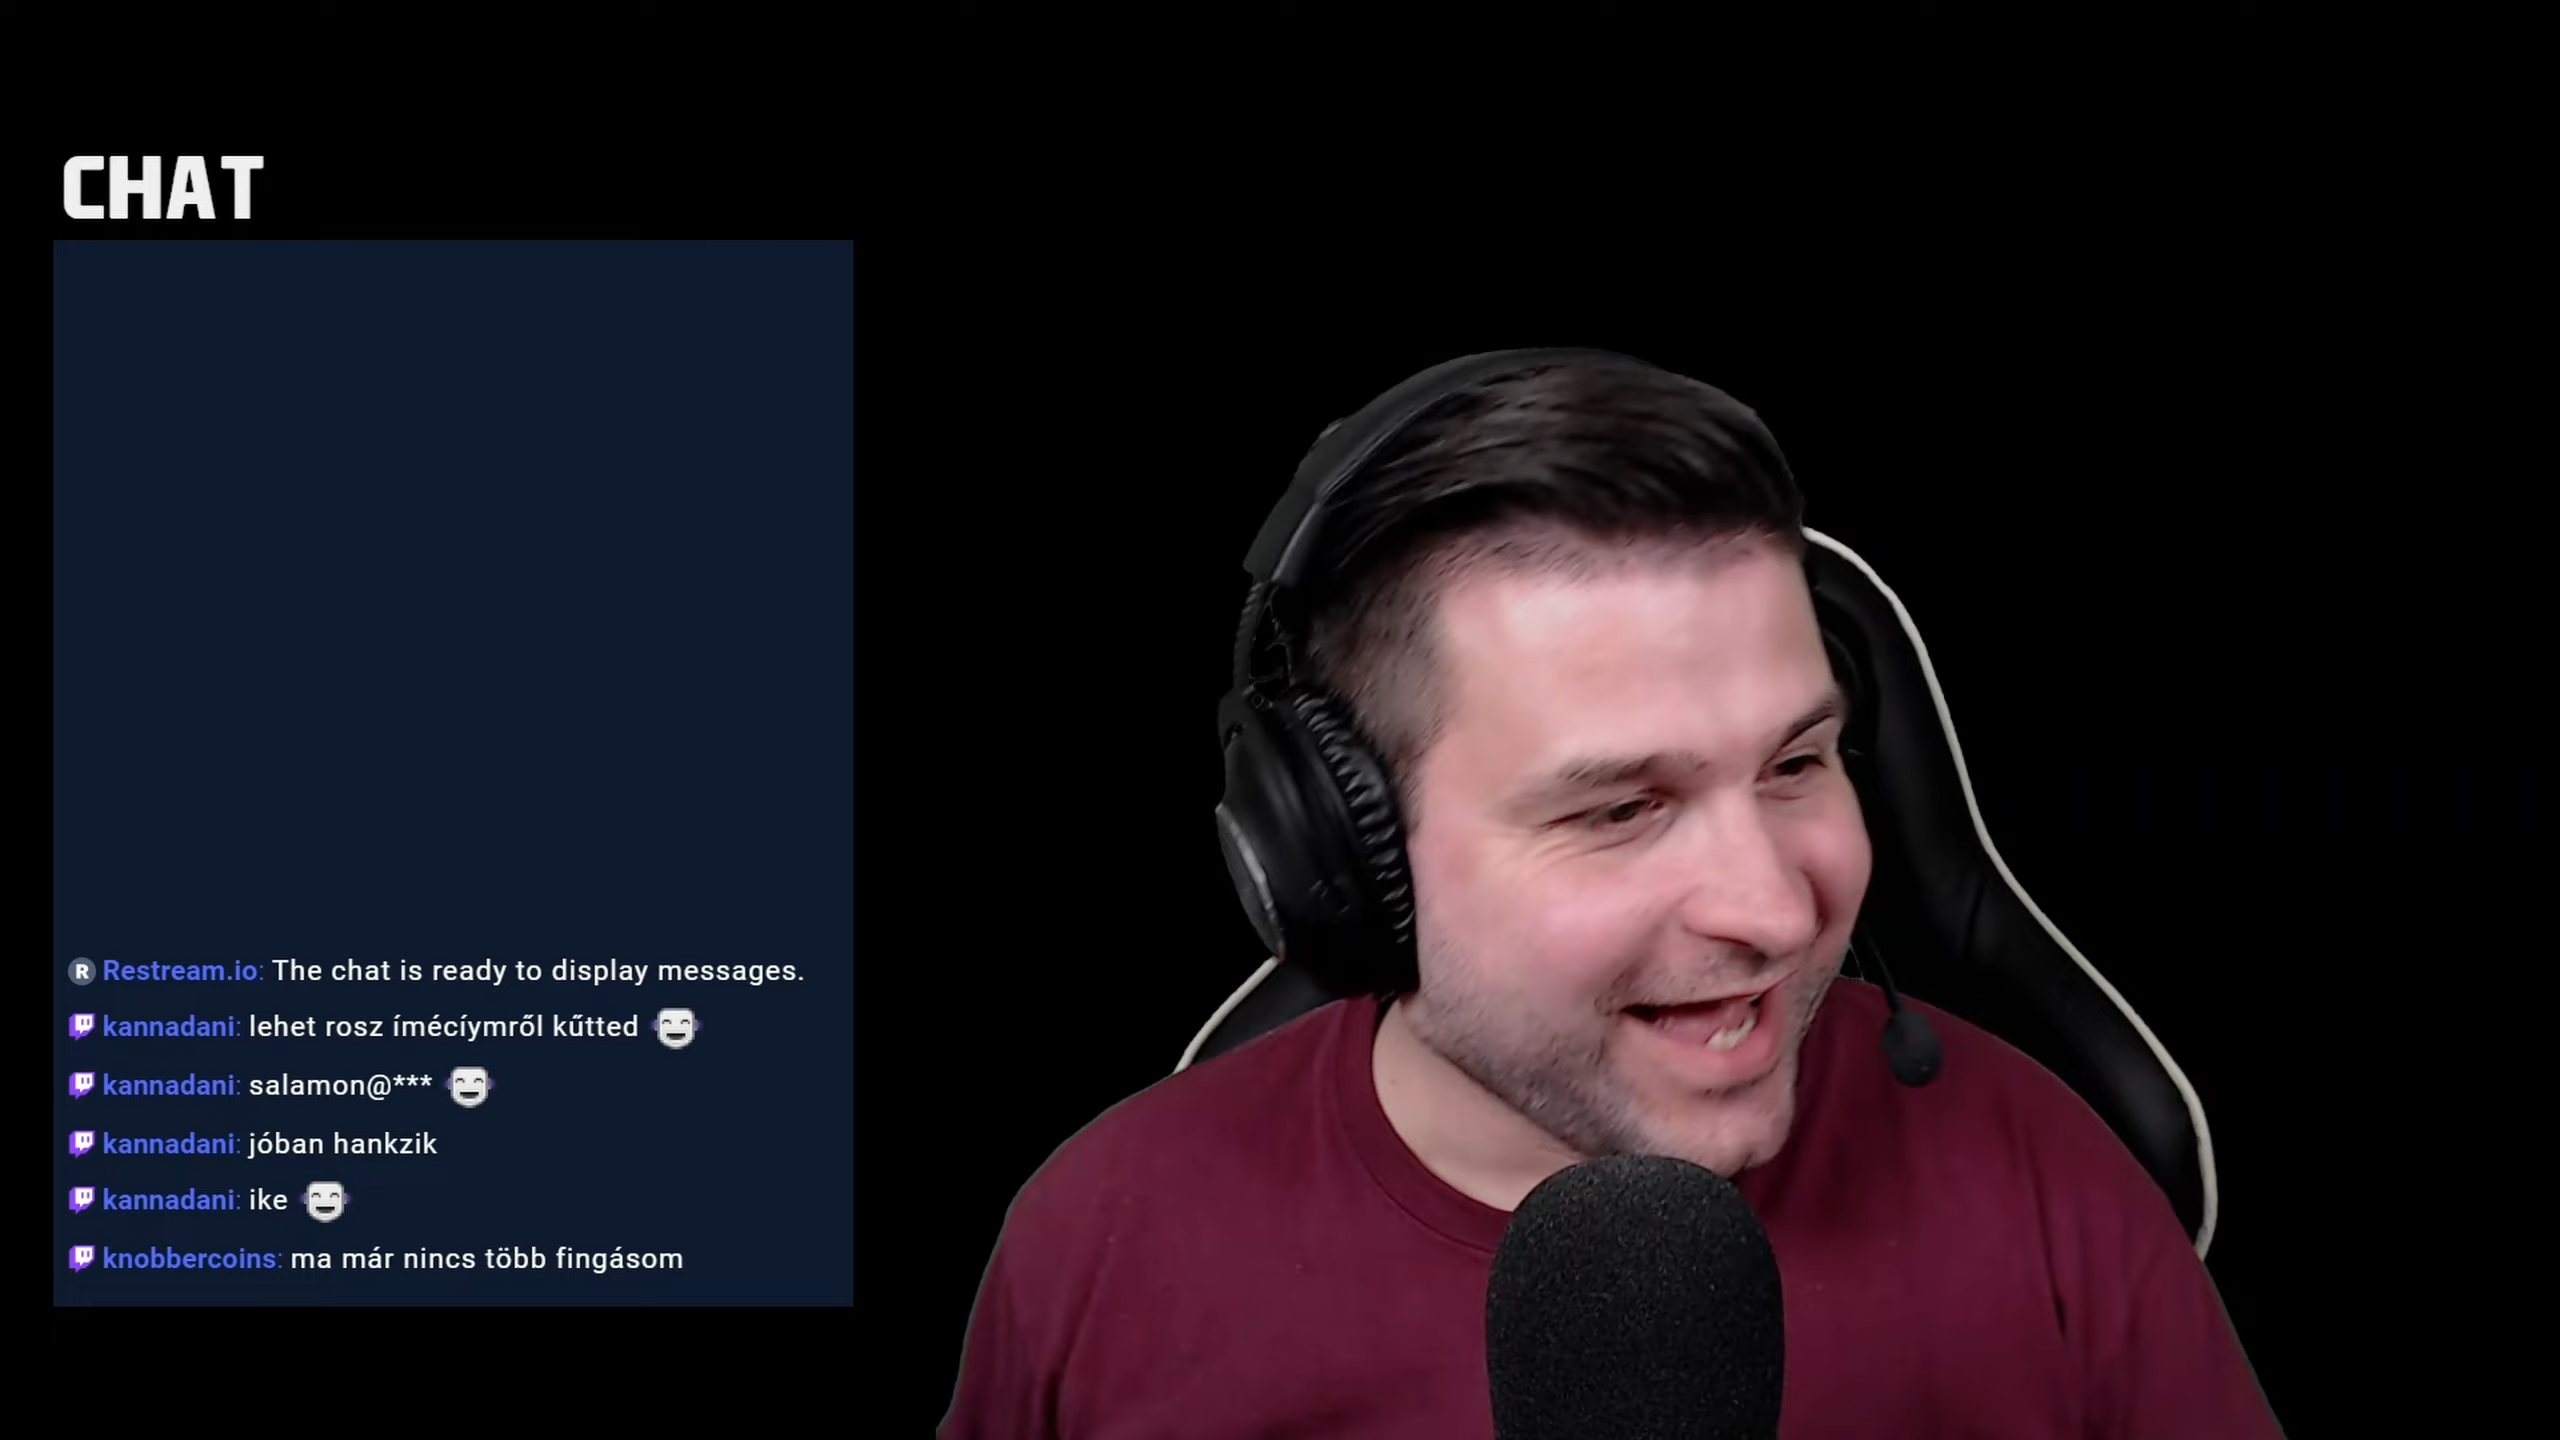 CHAT
R Restream.io: The chat is ready to display messages.
kannadani: lehet rosz ímécíymről kűtted
kannadani: salamon@***
kannadani: jóban hankzik
kannadani: ike
knobbercoins: ma már nincs több fingásom